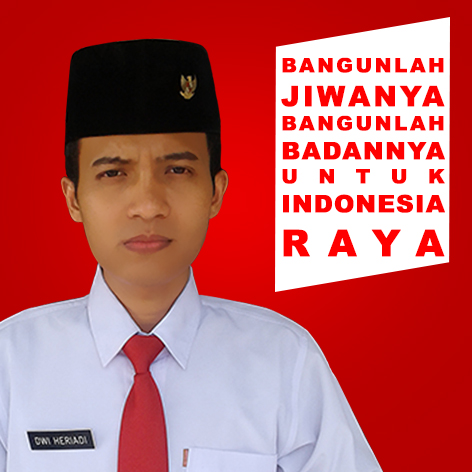 BANGUNLAH
JIWANYA
BANGUNLAH
BADANNYA
UNTUK
INDONESIA
RAYA
DWI HERIADI